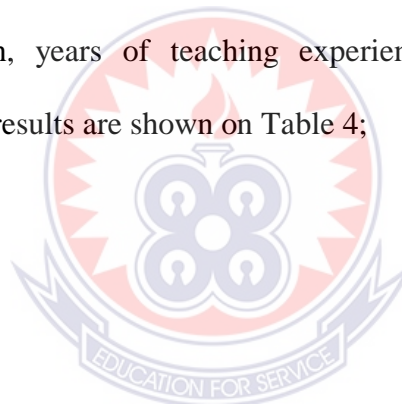 n, years of teaching experien
results are shown on Table 4;
EDUCATION FOR SERVICE